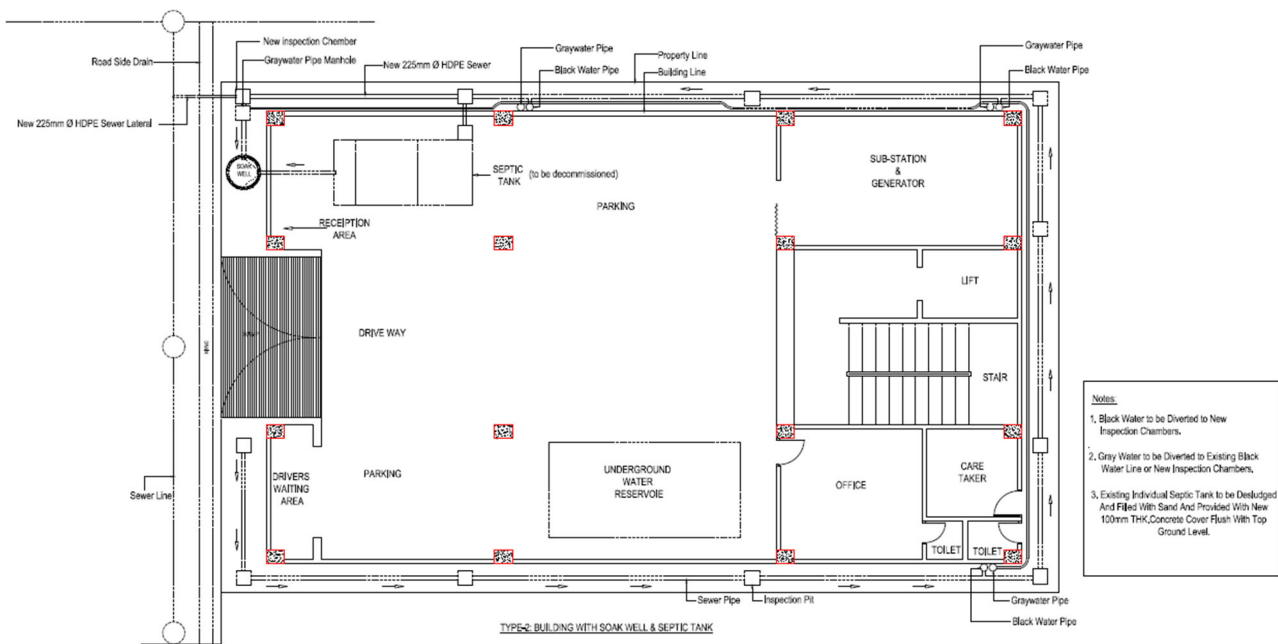 New inspection Chamber
Graywater Pipe
Graywater Pipe
Road Side Drain
Graywater Pipe Manhole
Property Line
New 225mm Ø HDPE Sewer
Black Water Pipe
Building Line
Black Water Pipe
New 225mm Ø HDPE Sewer Lateral
SOAK
WELL
SEPTIC
TANK (to be decommissioned)
SUB-STATION
&
GENERATOR
PARKING
RECEPTION
AREA
LIFT
DRIVE WAY
STAIR
Notes:
1. Black Water to be Diverted to New
Inspection Chambers.
2. Gray Water to be Diverted to Existing Black
Water Line or New Inspection Chambers.
3. Existing Individual Septic Tank to be Desludged
And Filled With Sand And Provided With New
100mm THK.Concrete Cover Flush With Top
Ground Level.
Sewer Line
DRIVERS
WAITING
AREA
PARKING
UNDERGROUND
WATER
RESERVOIE
OFFICE
CARE
TAKER
TOILET
TOILET
Sewer Pipe
Inspection Pit
Graywater Pipe
Black Water Pipe
TYPE-2: BUILDING WITH SOAK WELL & SEPTIC TANK